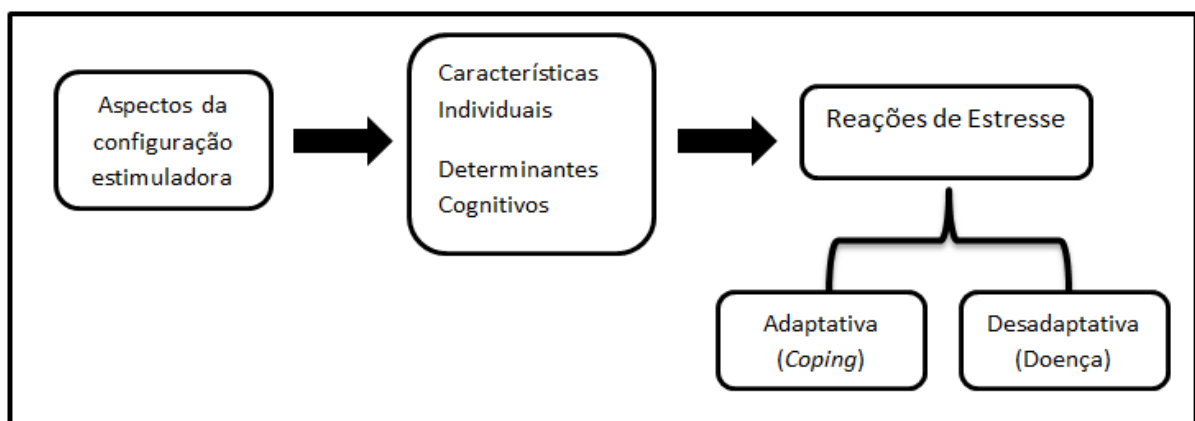 Aspectos da
configuração
estimuladora
Características
Individuais
Determinantes
Cognitivos
Reações de Estresse
Adaptativa
(Coping)
Desadaptativa
(Doença)